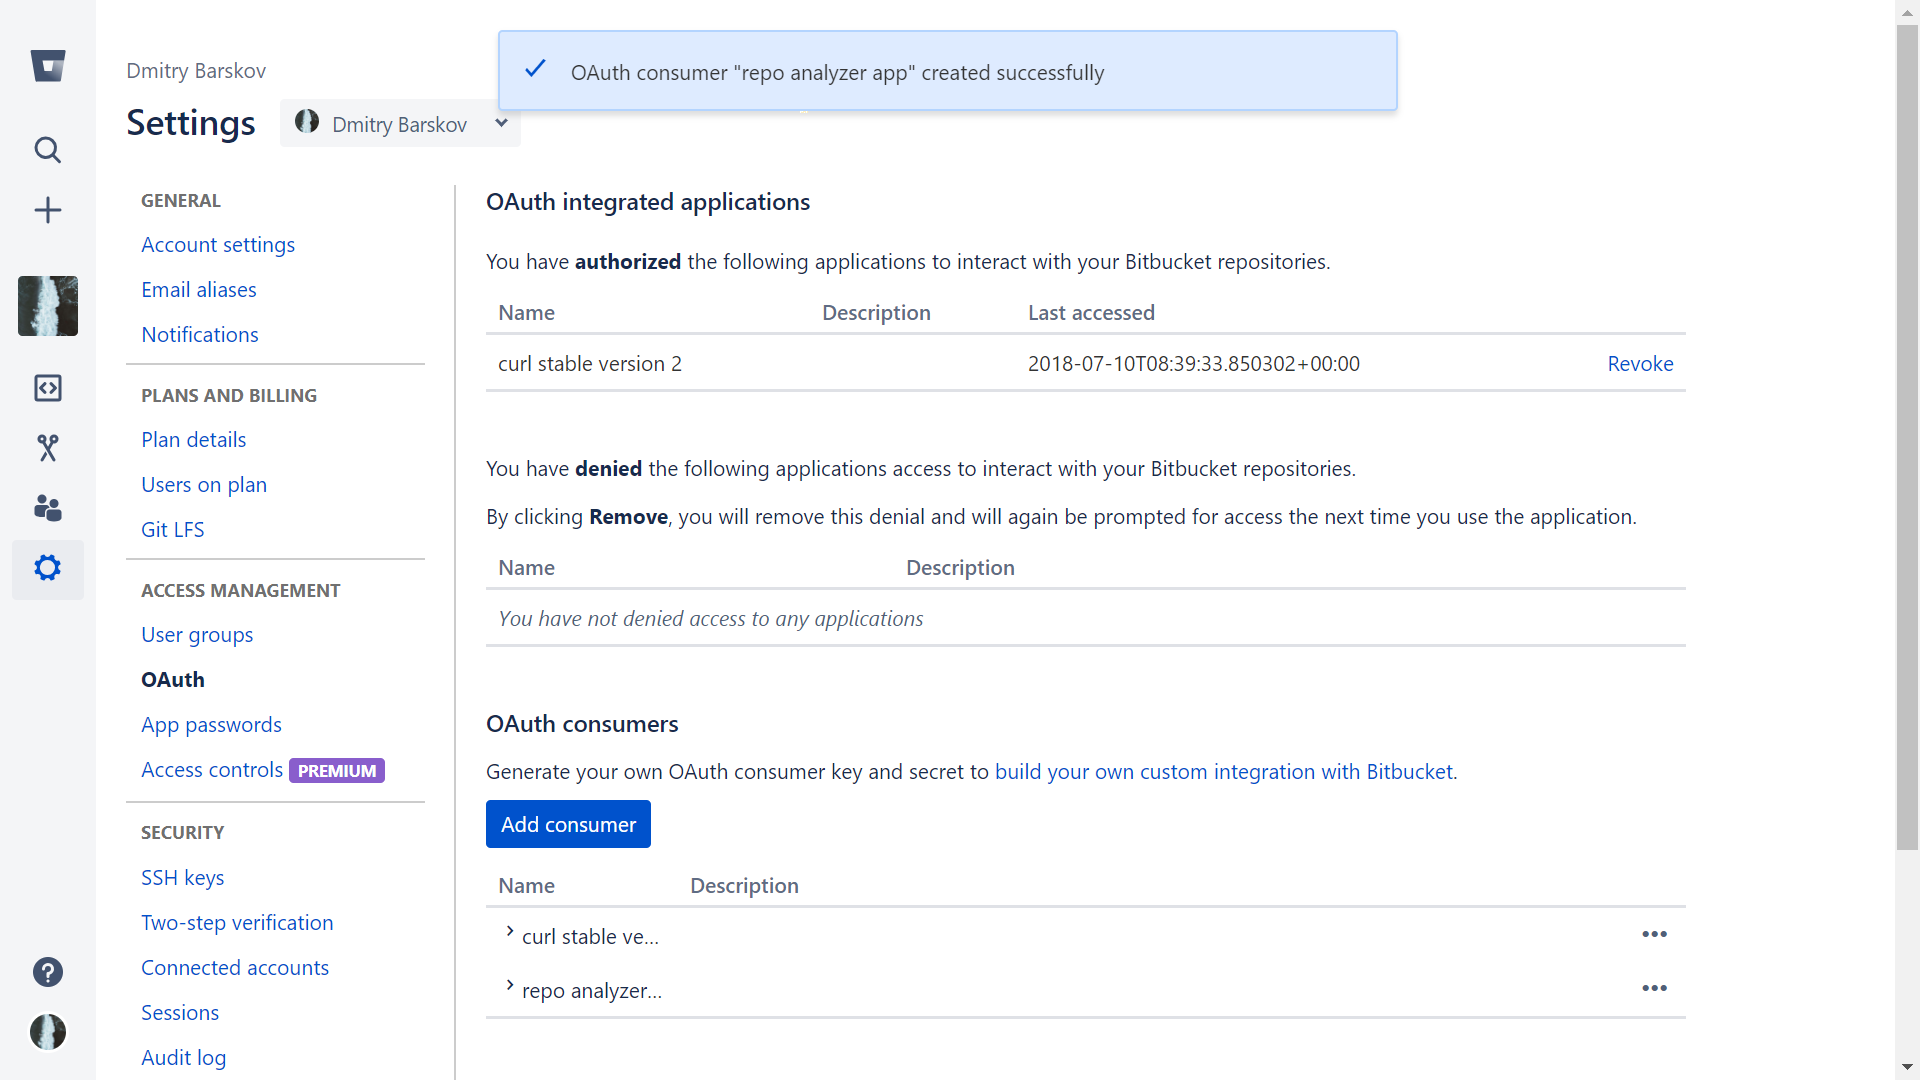 Dmitry Barskov
OAuth consumer "repo analyzer app" created successfully
Settings
Dmitry Barskov
GENERAL
Account settings
Email aliases
Notifications
PLANS AND BILLING
Plan details
Users on plan
Git LFS
ACCESS MANAGEMENT
User groups
OAuth
App passwords
Access controls PREMIUM
SECURITY
SSH keys
Two-step verification
Connected accounts
Sessions
Audit log
OAuth integrated applications
You have authorized the following applications to interact with your Bitbucket repositories.
Name Description Last accessed
curl stable version 2 2018-07-10T08:39:33.850302+00:00 Revoke
You have denied the following applications access to interact with your Bitbucket repositories.
By clicking Remove, you will remove this denial and will again be prompted for access the next time you use the application.
Name Description
You have not denied access to any applications
OAuth consumers
Generate your own OAuth consumer key and secret to build your own custom integration with Bitbucket.
Add consumer
Name Description
curl stable ve...
repo analyzer...